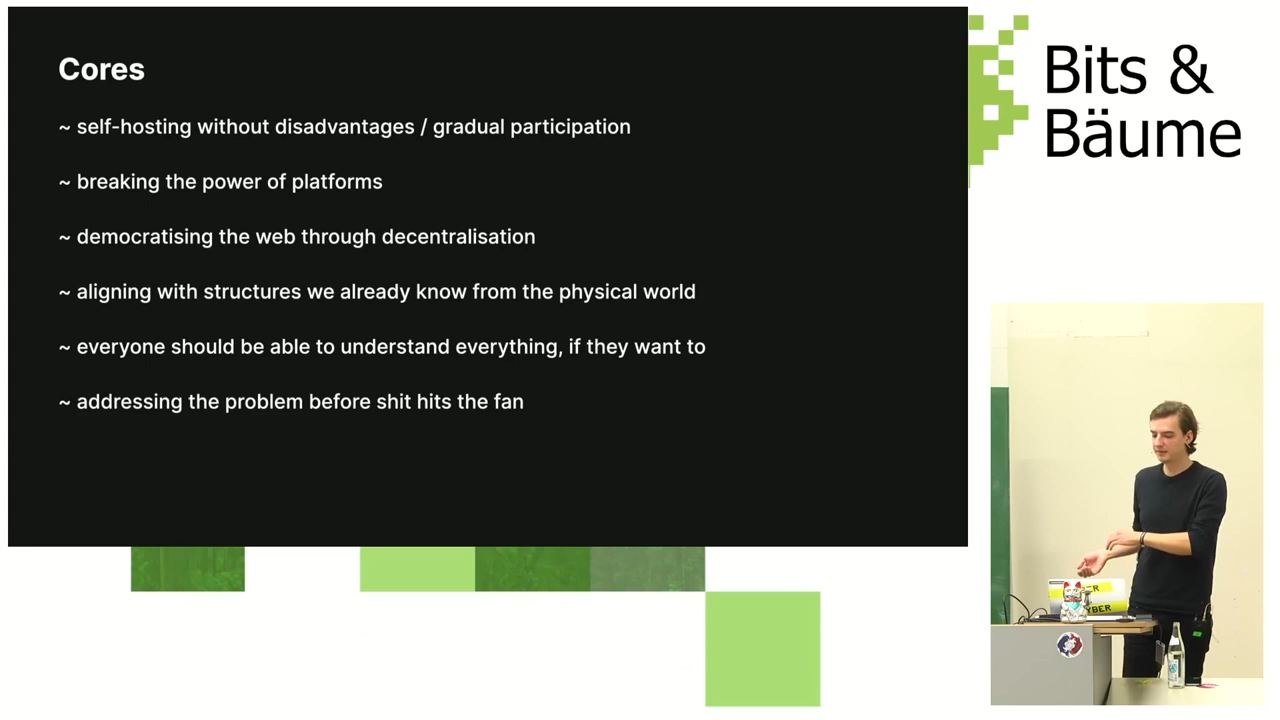 Cores
~ self-hosting without disadvantages / gradual participation
~ breaking the power of platforms
~ democratising the web through decentralisation
~ aligning with structures we already know from the physical world
~ everyone should be able to understand everything, if they want to
~ addressing the problem before shit hits the fan
Bits &
Bäume